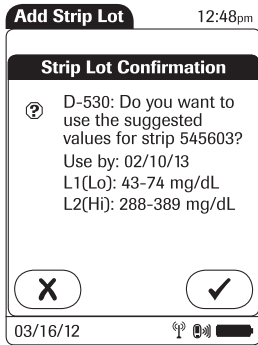 Add Strip Lot 12:48pm
Strip Lot Confirmation
D-530: Do you want to
use the suggested
values for strip 545603?
Use by: 02/10/13
L1(Lo): 43-74 mg/dL
L2(Hi): 288-389 mg/dL
03/16/12